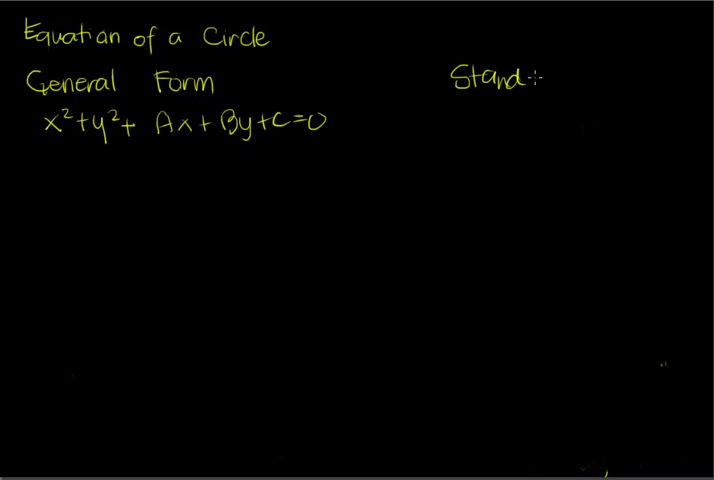 Equation of a Circle
General Form
Stand
x²+y²+ Ax+By+C=0